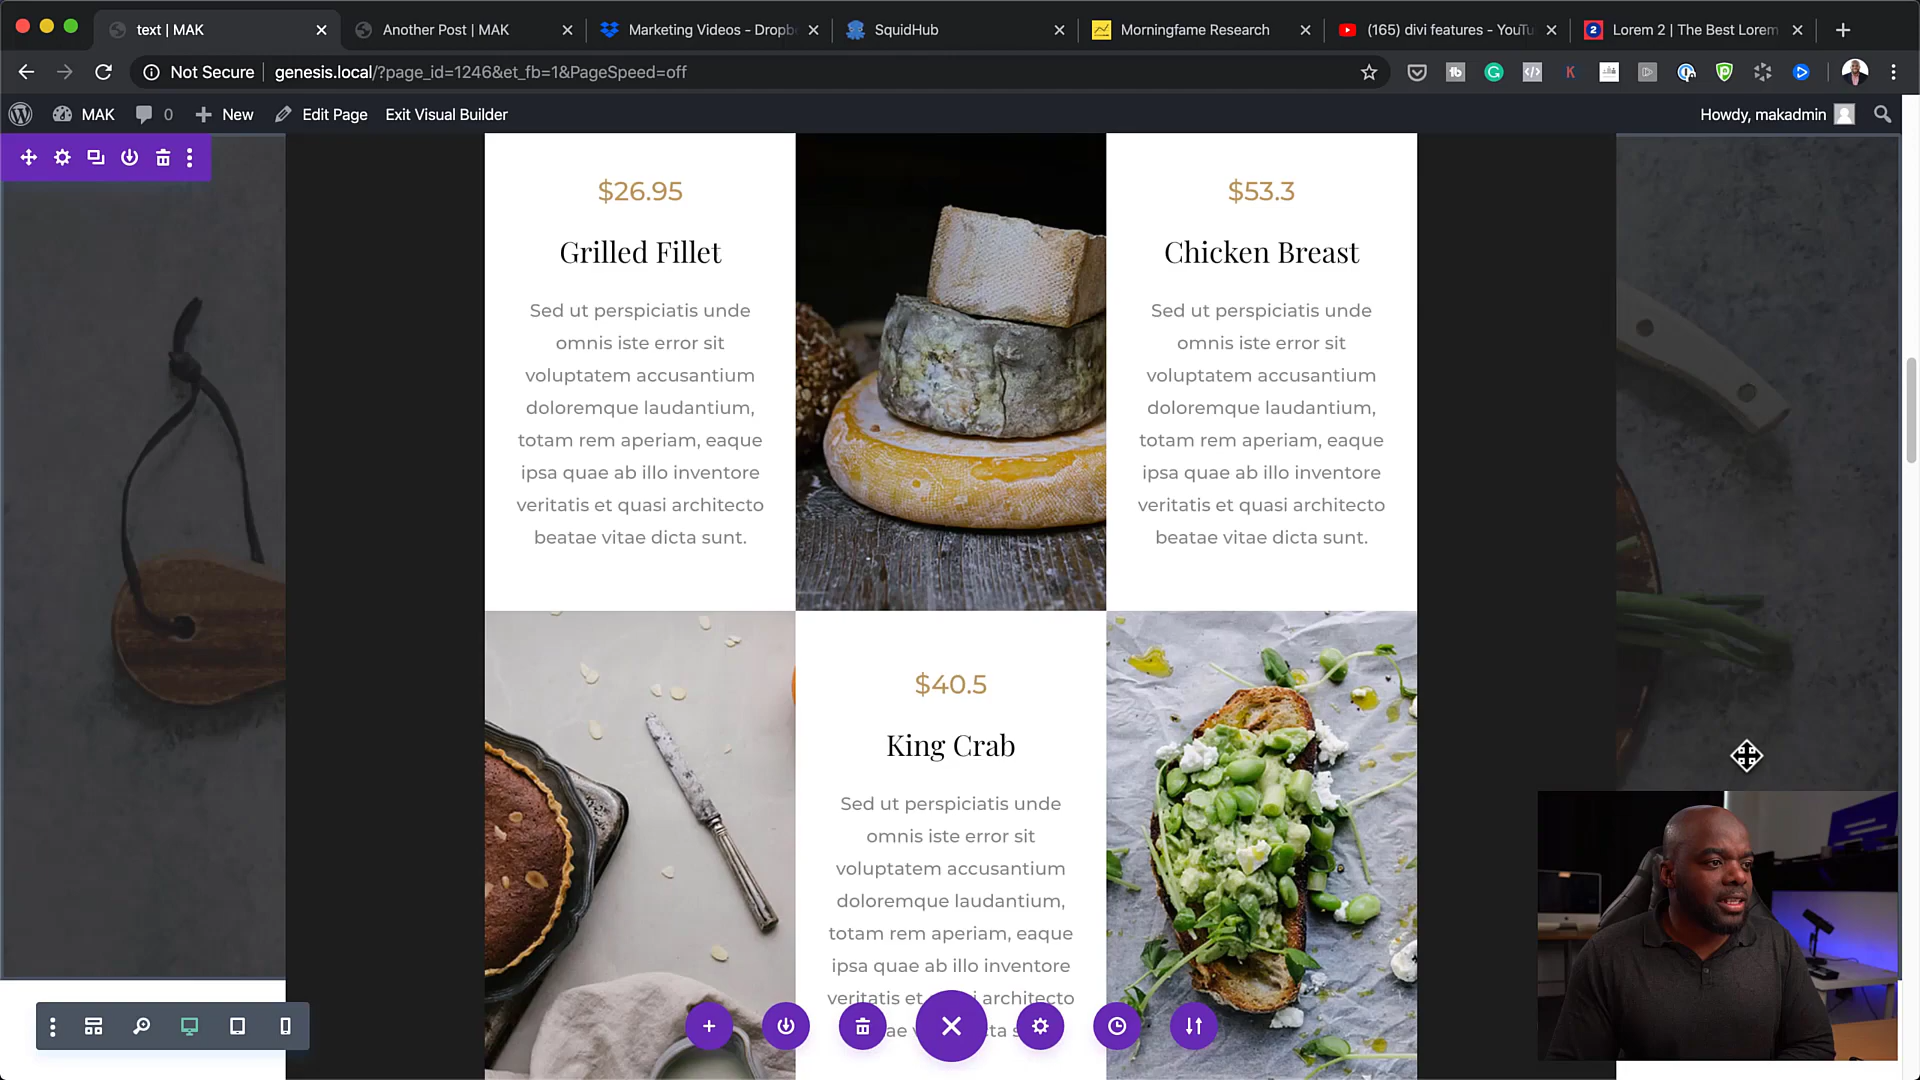 text | MAK
Another Post | MAK
Marketing Videos - Dropb
SquidHub
Morningfame Research
(165) divi features - YouTu
2 Lorem 2 | The Best Lorem
Not Secure genesis.local/?page_id=1246&et_fb=1&PageSpeed=off
MAK 0 New Edit Page Exit Visual Builder
Howdy, makadmin
$26.95
Grilled Fillet
Sed ut perspiciatis unde
omnis iste error sit
voluptatem accusantium
doloremque laudantium,
totam rem aperiam, eaque
ipsa quae ab illo inventore
veritatis et quasi architecto
beatae vitae dicta sunt.
$53.3
Chicken Breast
Sed ut perspiciatis unde
omnis iste error sit
voluptatem accusantium
doloremque laudantium,
totam rem aperiam, eaque
ipsa quae ab illo inventore
veritatis et quasi architecto
beatae vitae dicta sunt.
$40.5
King Crab
Sed ut perspiciatis unde
omnis iste error sit
voluptatem accusantium
doloremque laudantium,
totam rem aperiam, eaque
ipsa quae ab illo inventore
veritatis et architecto